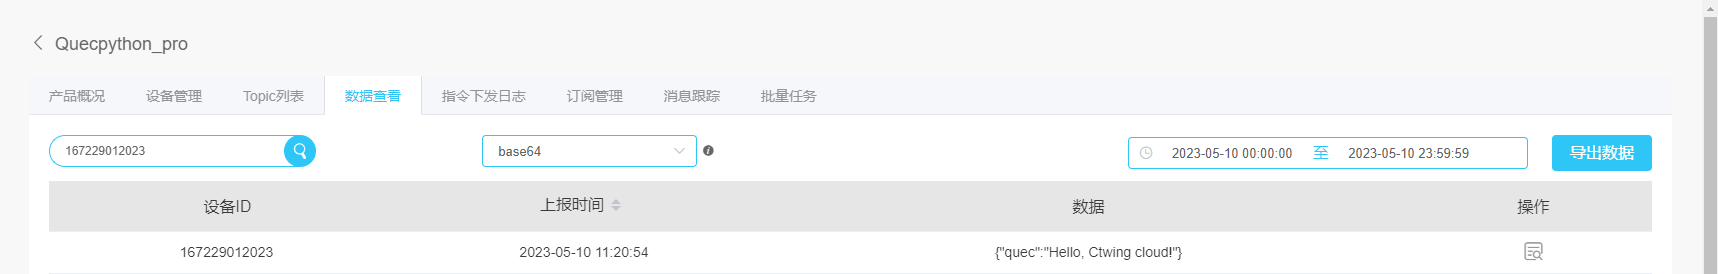 Quecpython_pro
产品概况 设备管理 Topic列表 数据查看 指令下发日志 订阅管理 消息跟踪 批量任务
167229012023 base64 2023-05-10 00:00:00 至 2023-05-10 23:59:59 导出数据
设备ID 上报时间 数据 操作
167229012023 2023-05-10 11:20:54 {"quec":"Hello, Ctwing cloud!"}